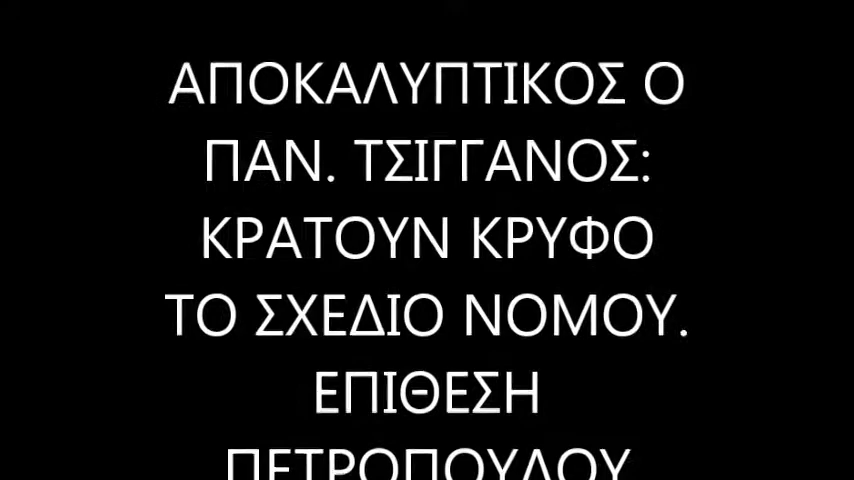 ΑΠΟΚΑΛΥΠΤΙΚΟΣ Ο
ΠΑΝ. ΤΣΙΓΓΑΝΟΣ:
ΚΡΑΤΟΥΝ ΚΡΥΦΟ
ΤΟ ΣΧΕΔΙΟ ΝΟΜΟΥ.
ΕΠΙΘΕΣΗ
ΠΕΤΡΟΠΟΥΛΟΥ